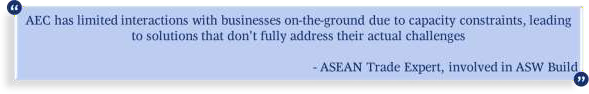 “
AEC has limited interactions with businesses on-the-ground due to capacity constraints, leading
to solutions that don't fully address their actual challenges
- ASEAN Trade Expert, involved in ASW Build
”